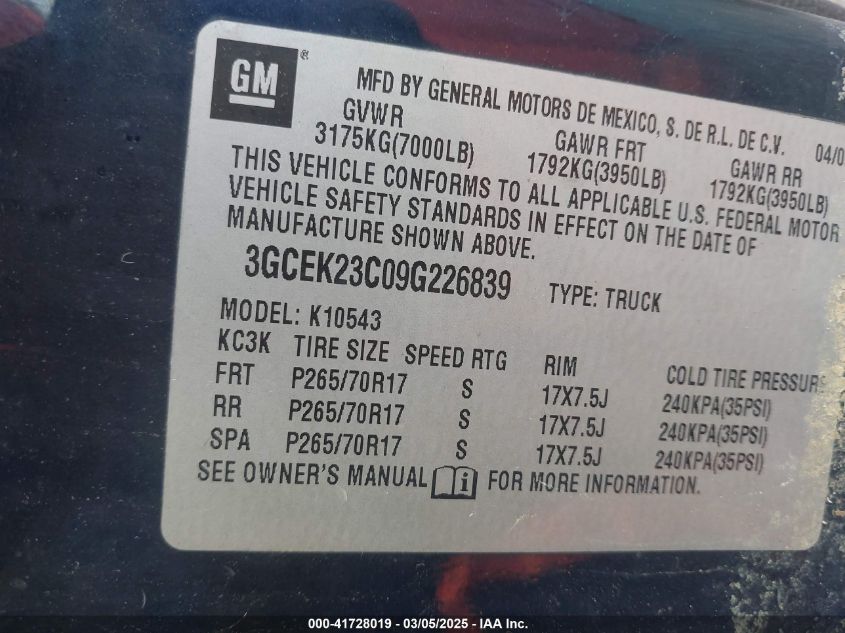 GM ®
MFD BY GENERAL MOTORS DE MEXICO, S. DE R.L. DE C.V. 04/0
GVWR GAWR FRT GAWR RR
3175KG(7000LB) 1792KG(3950LB) 1792KG(3950LB)
THIS VEHICLE CONFORMS TO ALL APPLICABLE U.S. FEDERAL MOTOR
VEHICLE SAFETY STANDARDS IN EFFECT ON THE DATE OF
MANUFACTURE SHOWN ABOVE.
3GCEK23C09G226839 TYPE: TRUCK
MODEL: K10543
KC3K TIRE SIZE SPEED RTG RIM COLD TIRE PRESSURE
FRT P265/70R17 S 17X7.5J 240KPA(35PSI)
RR P265/70R17 S 17X7.5J 240KPA(35PSI)
SPA P265/70R17 S 17X7.5J 240KPA(35PSI)
SEE OWNER'S MANUAL i FOR MORE INFORMATION.
000-41728019 - 03/05/2025 - IAA Inc.